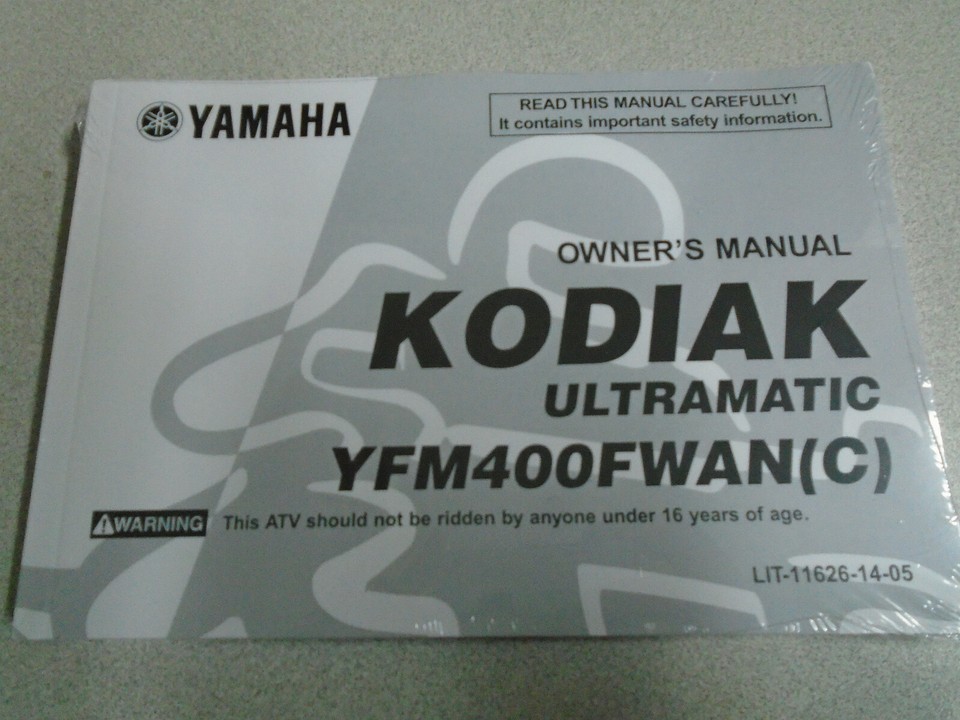 YAMAHA
READ THIS MANUAL CAREFULLY!
It contains important safety information.
OWNER'S MANUAL
KODIAK
ULTRAMATIC
YFM400FWAN(C)
WARNING This ATV should not be ridden by anyone under 16 years of age.
LIT-11626-14-05